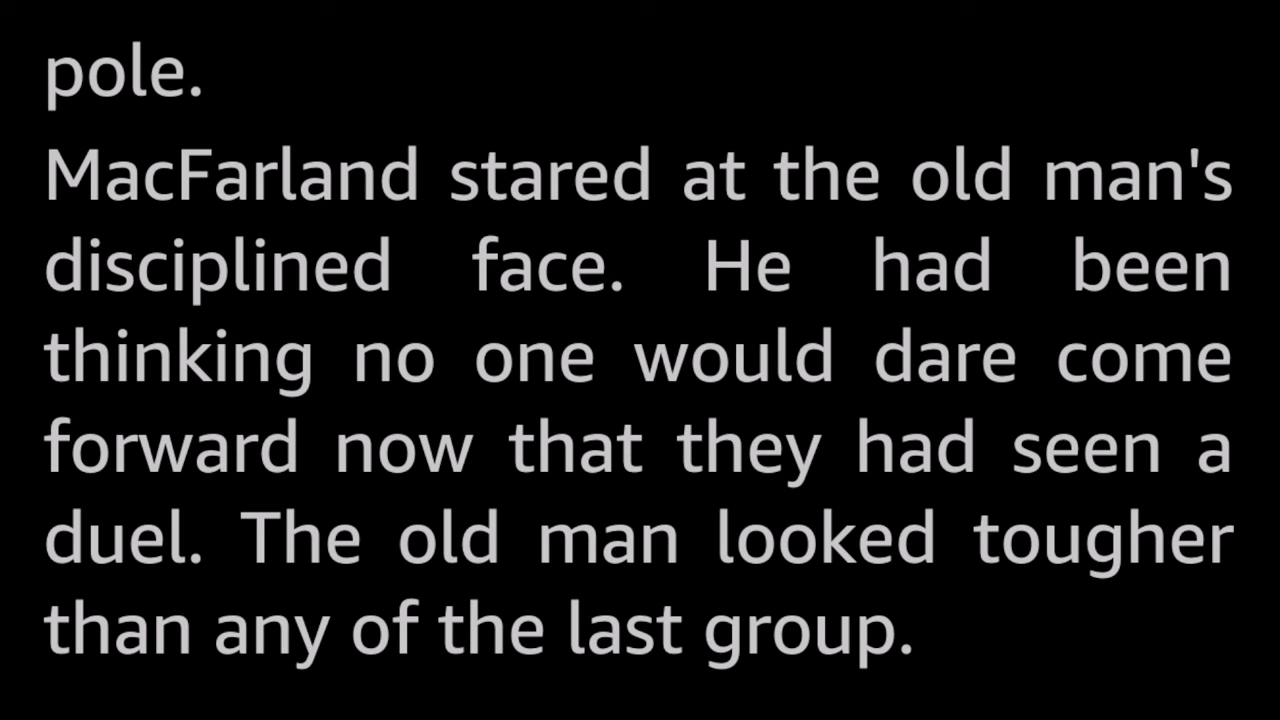 pole.
MacFarland stared at the old man's
disciplined face. He had been
thinking no one would dare come
forward now that they had seen a
duel. The old man looked tougher
than any of the last group.